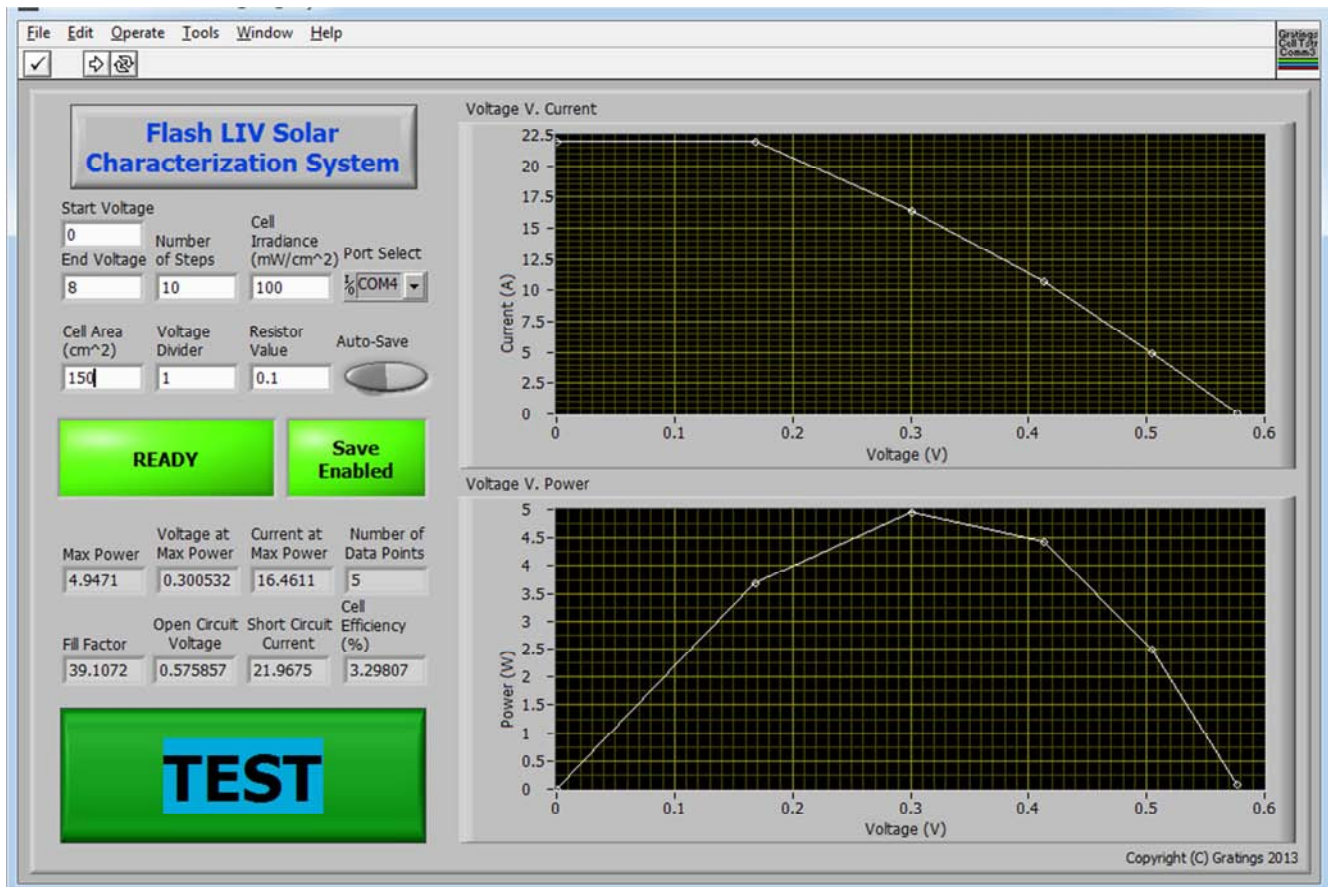 File Edit Operate Tools Window Help
Gratings
Cell Tstr
Comm3
Flash LIV Solar
Characterization System
Start Voltage
0
End Voltage
8
Number
of Steps
10
Cell
Irradiance
(mW/cm^2)
100
Port Select
I/O COM4
Cell Area
(cm^2)
150
Voltage
Divider
1
Resistor
Value
0.1
Auto-Save
READY
Save
Enabled
Max Power
4.9471
Voltage at
Max Power
0.300532
Current at
Max Power
16.4611
Number of
Data Points
5
Fill Factor
39.1072
Open Circuit
Voltage
0.575857
Short Circuit
Current
21.9675
Cell
Efficiency
(%)
3.29807
TEST
Voltage V. Current
22.5
20
17.5
15
12.5
10
7.5
5
2.5
0
Current (A)
0 0.1 0.2 0.3 0.4 0.5 0.6
Voltage (V)
Voltage V. Power
5
4.5
4
3.5
3
2.5
2
1.5
1
0.5
0
Power (W)
0 0.1 0.2 0.3 0.4 0.5 0.6
Voltage (V)
Copyright (C) Gratings 2013